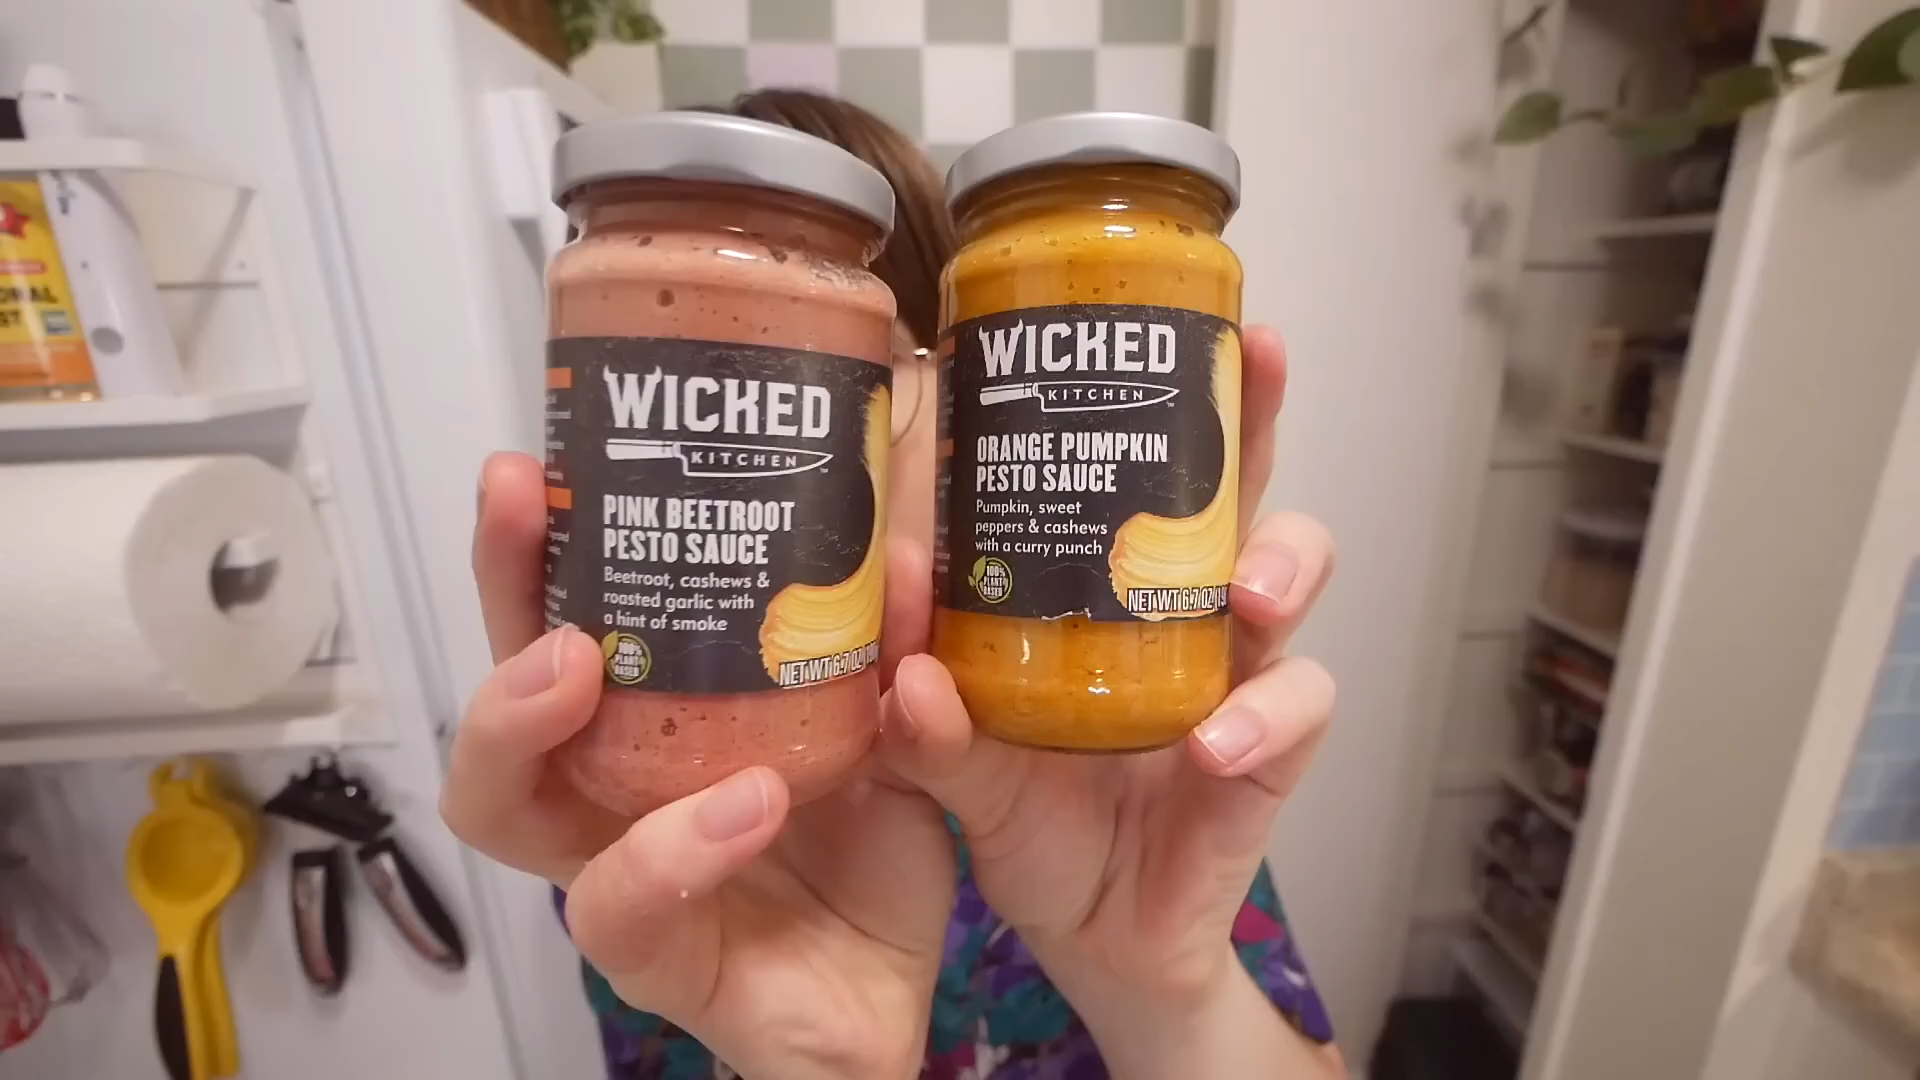 WICKED
KITCHEN
PINK BEETROOT
PESTO SAUCE
Beetroot, cashews &
roasted garlic with
a hint of smoke
100%
PLANT
BASED
NET WT 6.7 OZ
WICKED
KITCHEN
ORANGE PUMPKIN
PESTO SAUCE
Pumpkin, sweet
peppers & cashews
with a curry punch
100%
PLANT
BASED
NET WT 6.7 OZ